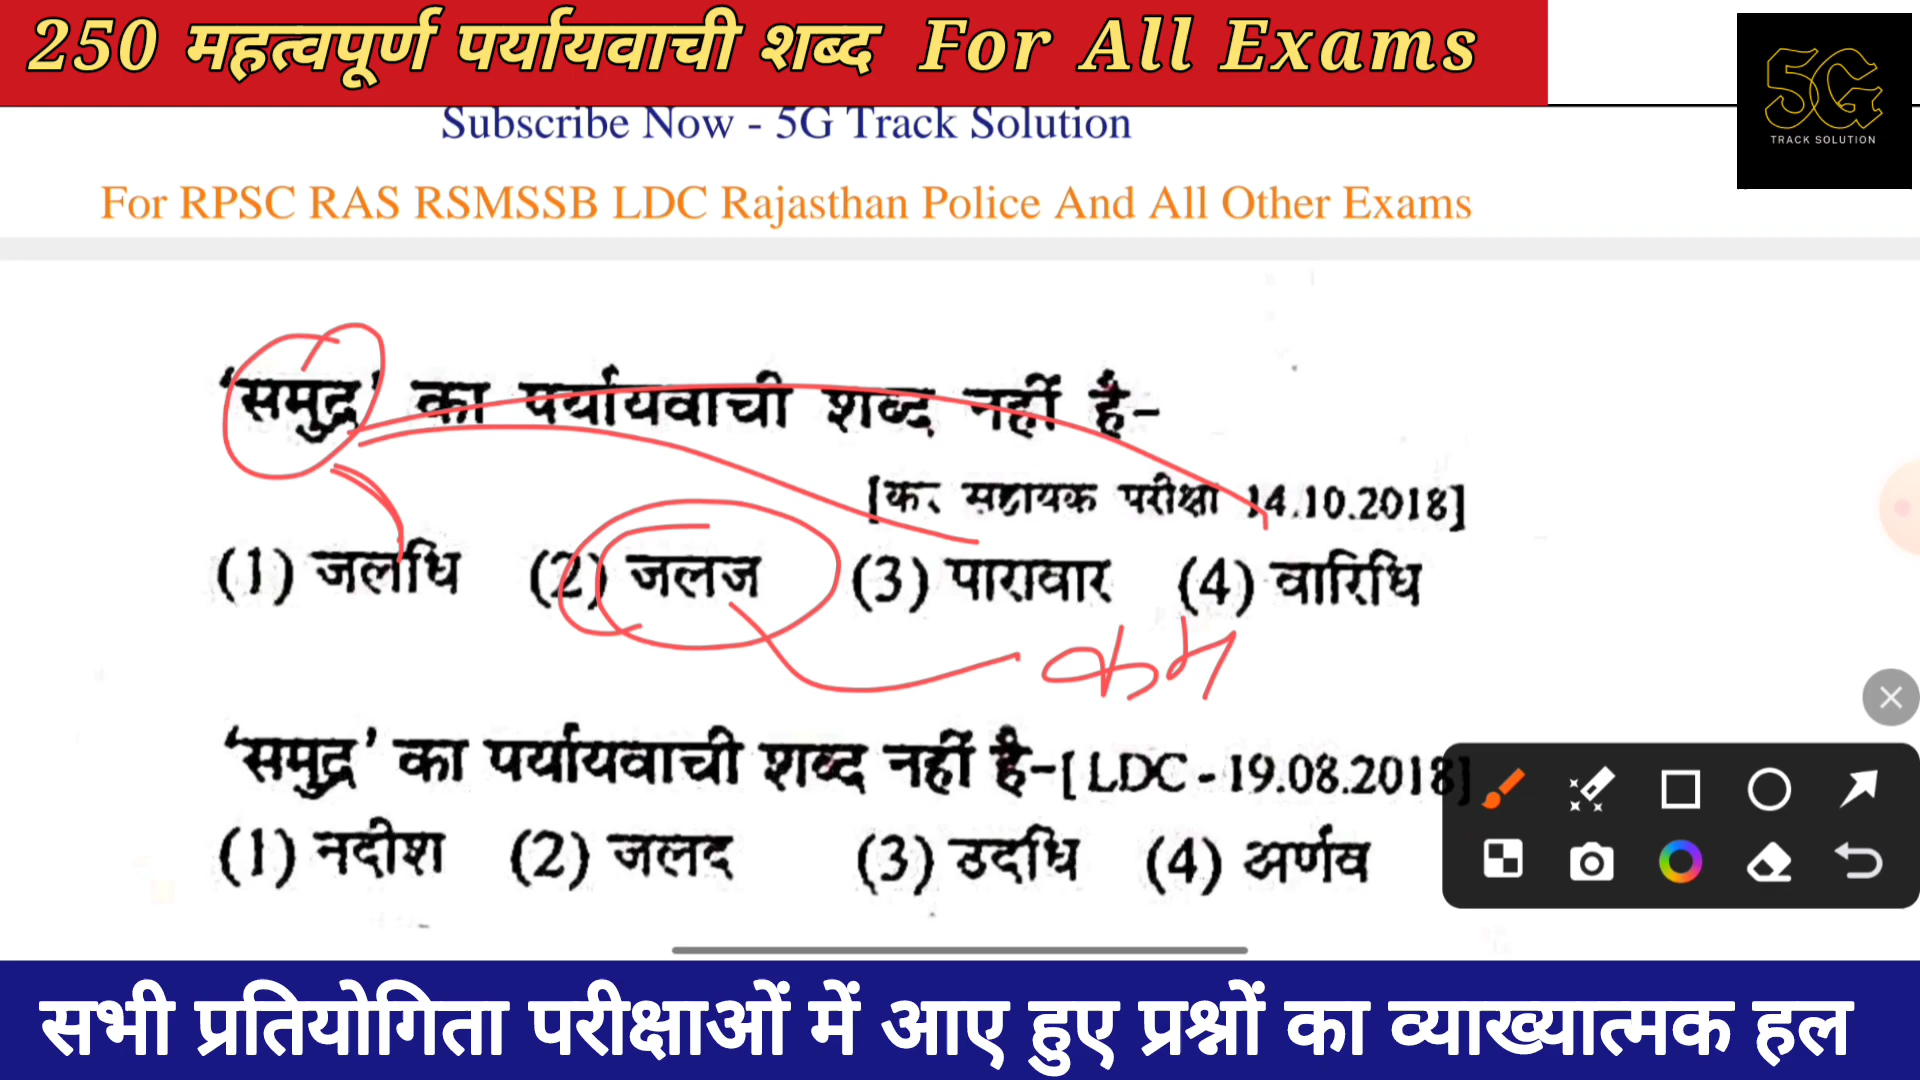 250 महत्वपूर्ण पर्यायवाची शब्द For All Exams
5G
TRACK SOLUTION
Subscribe Now - 5G Track Solution
For RPSC RAS RSMSSB LDC Rajasthan Police And All Other Exams
‘समुद्र’ का पर्यायवाची शब्द नहीं है-
[कर सहायक परीक्षा 14.10.2018]
(1) जलधि (2) जलज (3) पारावार (4) वारिधि
‘समुद्र’ का पर्यायवाची शब्द नहीं है-[LDC - 19.08.2018]
(1) नदीश (2) जलद (3) उदधि (4) अर्णव
सभी प्रतियोगिता परीक्षाओं में आए हुए प्रश्नों का व्याख्यात्मक हल